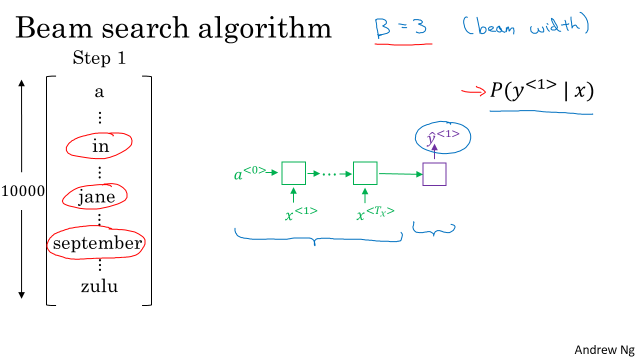 Beam search algorithm
B = 3 (beam width)
Step 1
a
⋮
in
⋮
jane
⋮
september
⋮
zulu
10000
P(y<1> | x)
ŷ<1>
a<0>
...
x<1>
x<Tx>
Andrew Ng